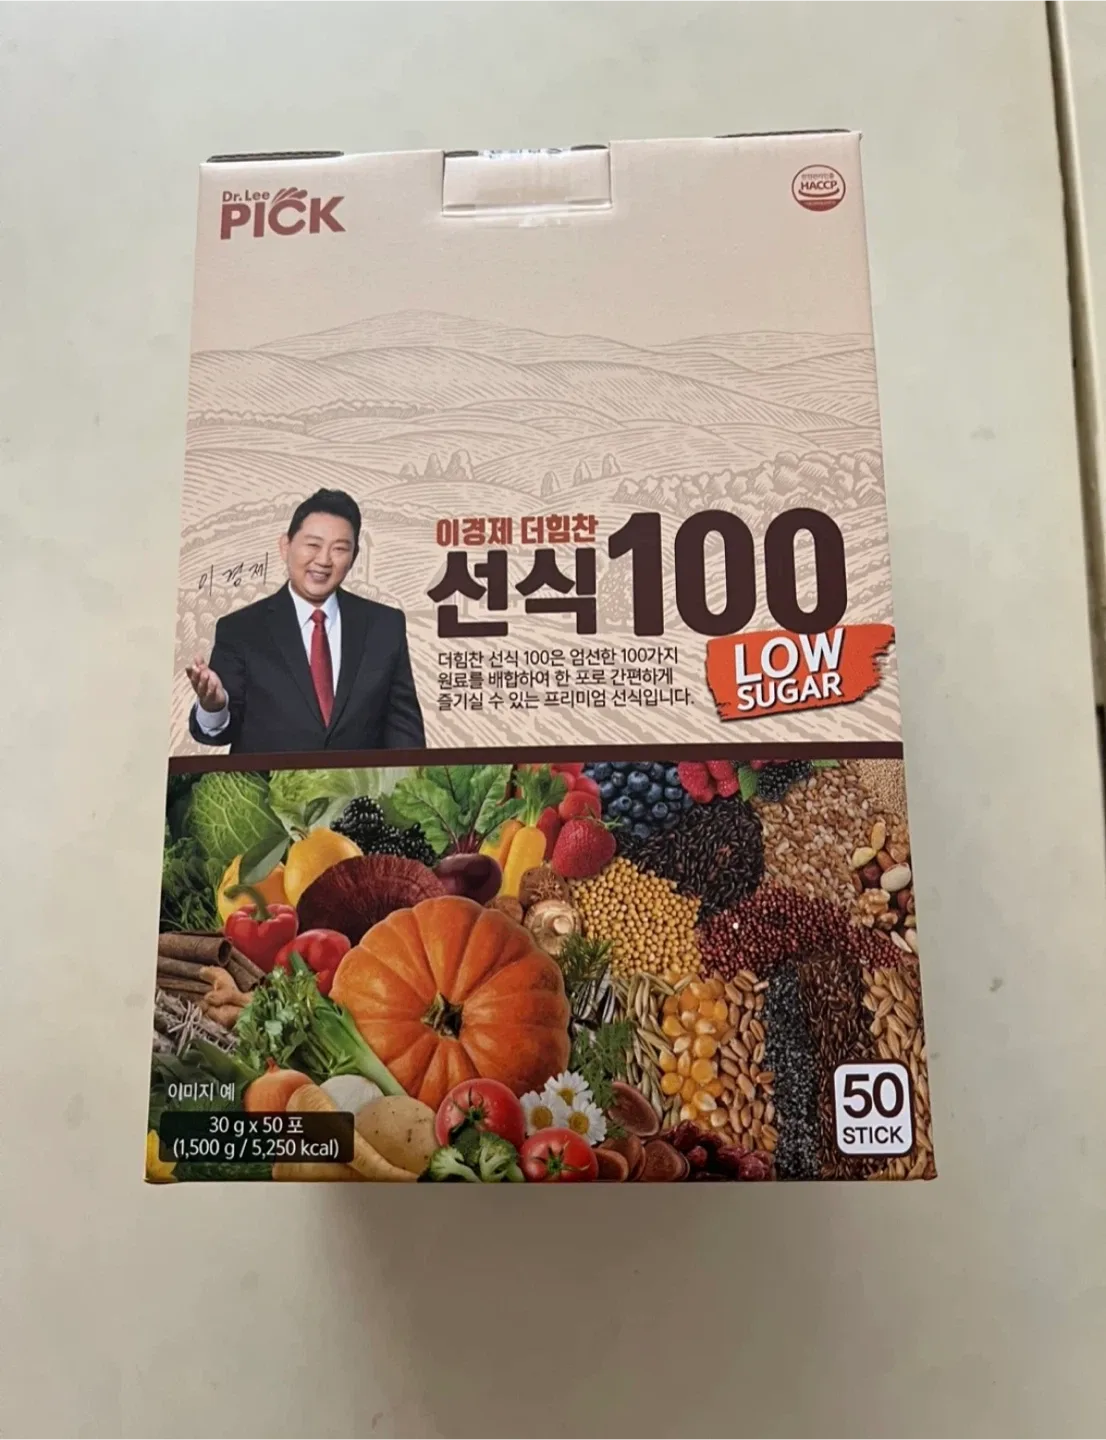 Dr. Lee
PICK
HACCP
이경제
이경제 더힘찬
선식100
LOW
SUGAR
더힘찬 선식 100은 엄선한 100가지
원료를 배합하여 한 포로 간편하게
즐기실 수 있는 프리미엄 선식입니다.
이미지 예
30 g x 50 포
(1,500 g / 5,250 kcal)
50
STICK